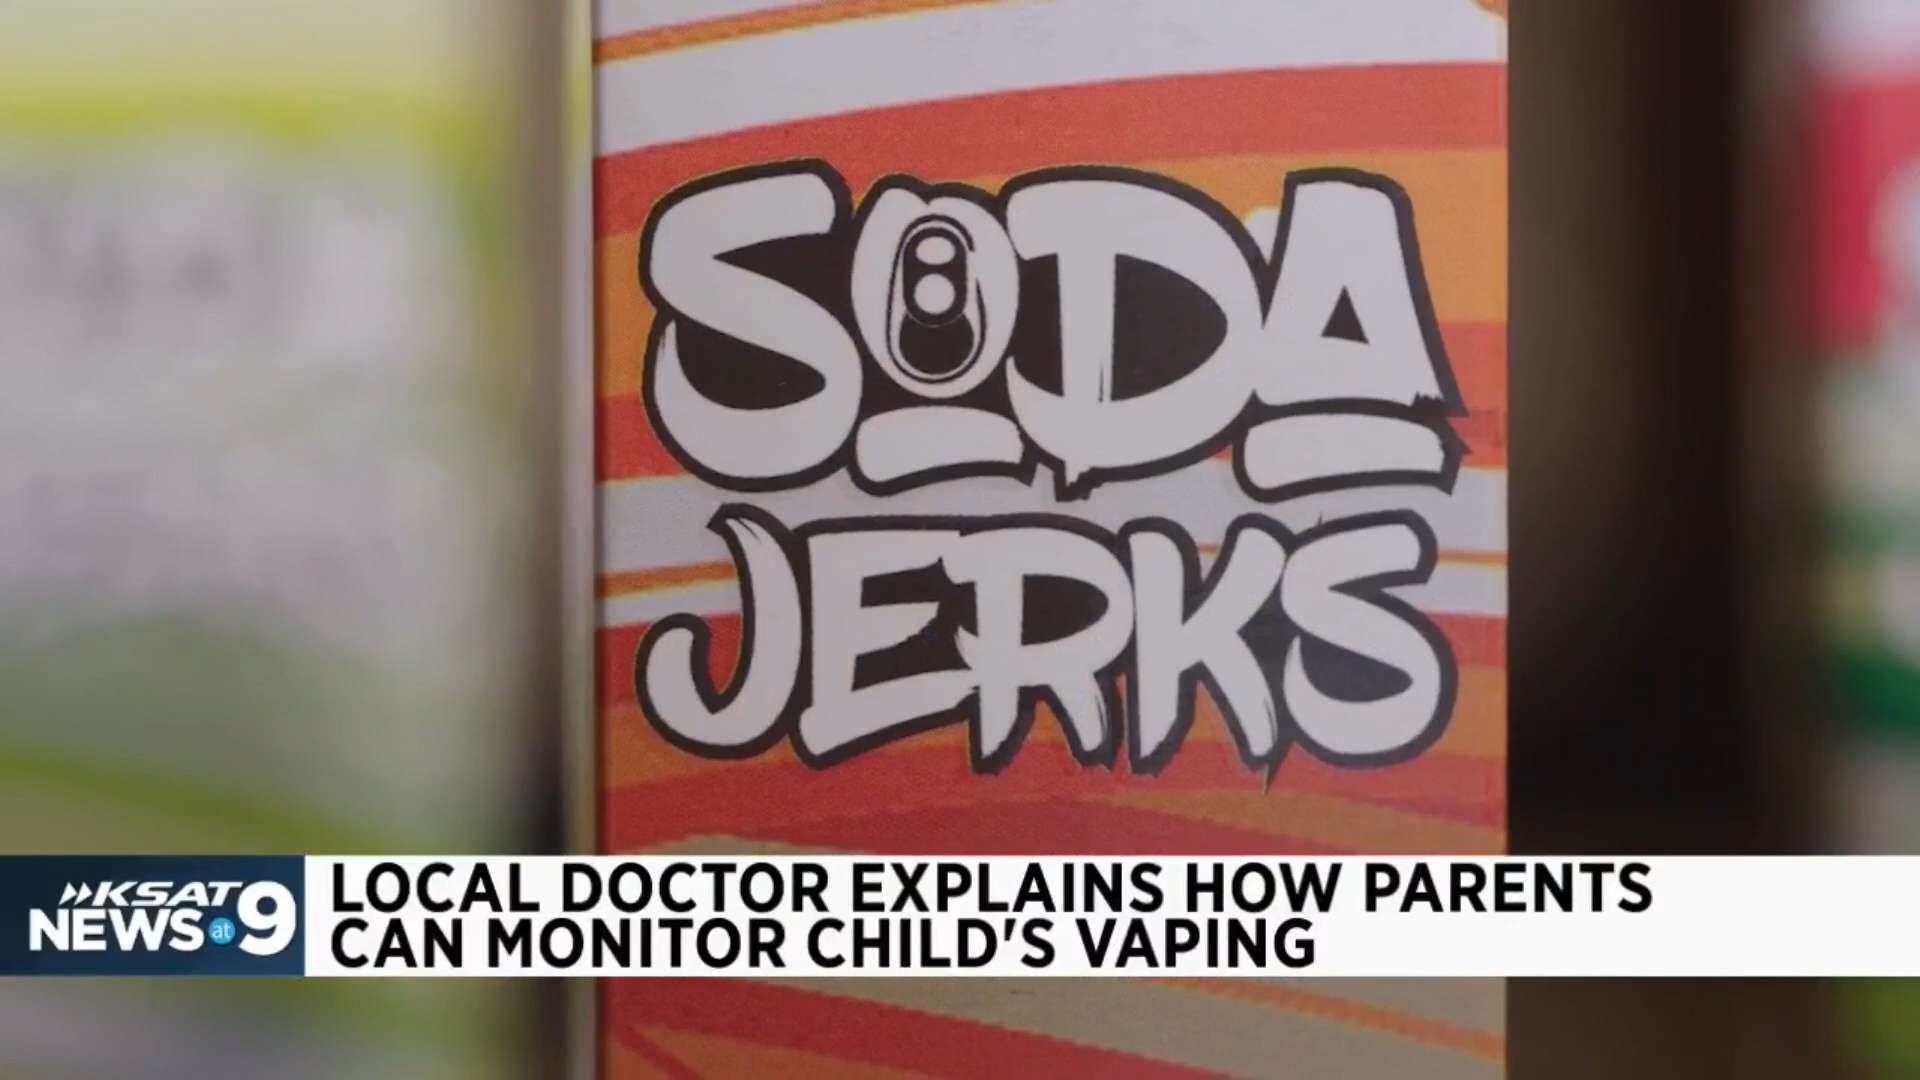 SODA
JERKS
KSAT
NEWS at 9
LOCAL DOCTOR EXPLAINS HOW PARENTS
CAN MONITOR CHILD'S VAPING